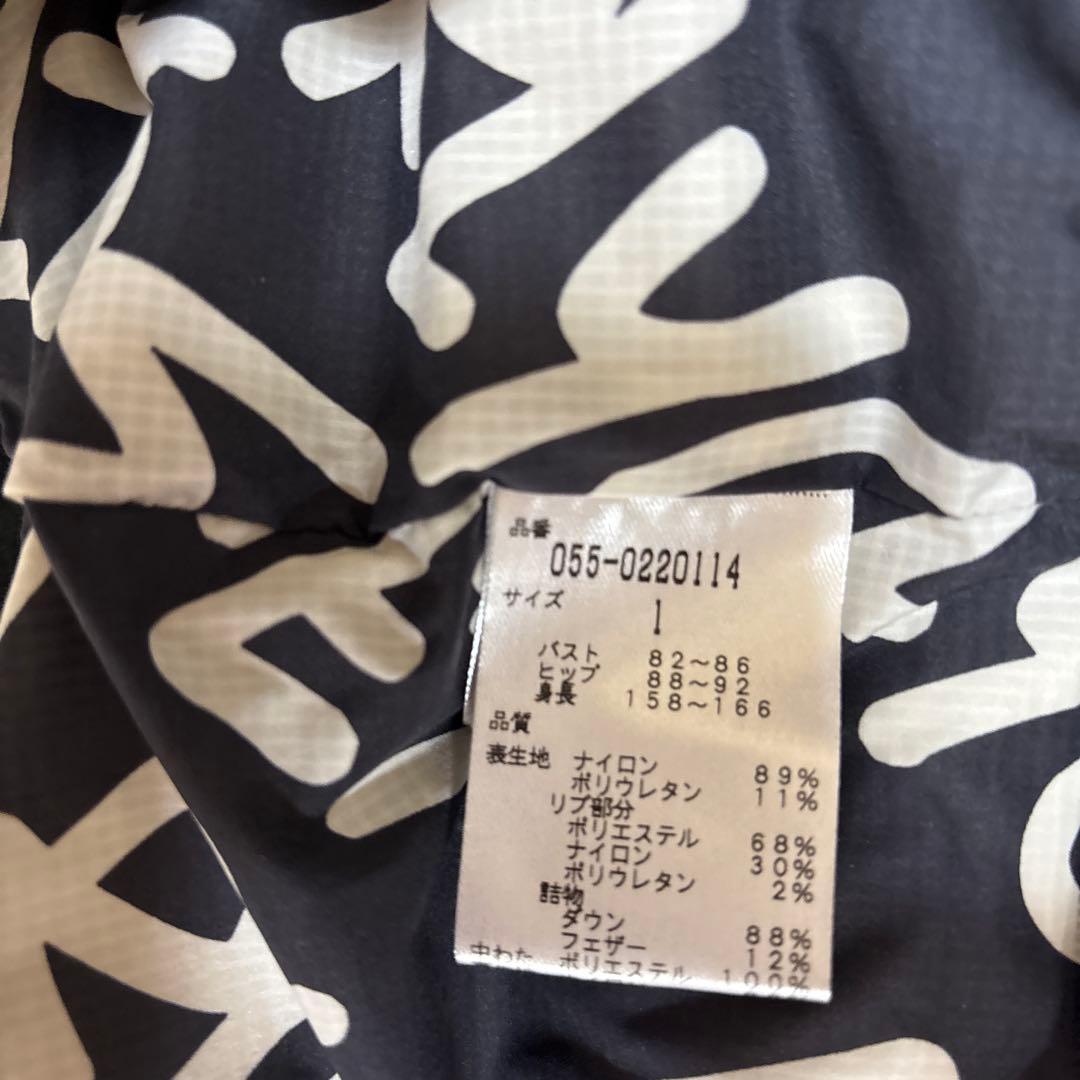 品番
055-0220114
サイズ
1
バスト 82～86
ヒップ 88～92
身長 158～166
品質
表生地 ナイロン 89%
ポリウレタン 11%
リブ部分
ポリエステル 68%
ナイロン 30%
ポリウレタン 2%
詰物
ダウン 88%
フェザー 12%
中わた ポリエステル 100%